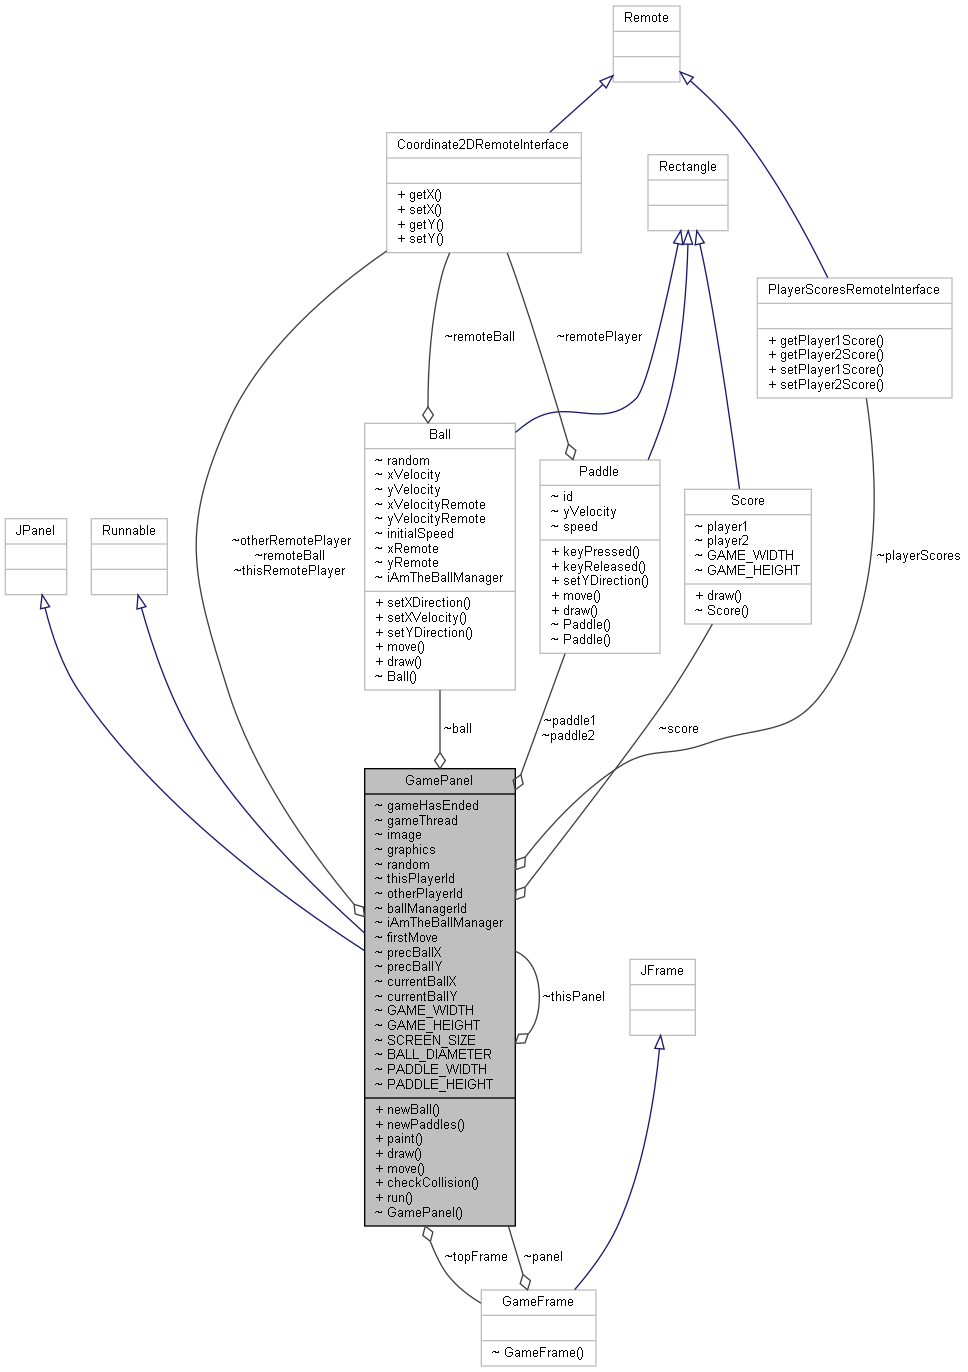 Remote
Coordinate2DRemoteInterface
+ getX()
+ setX()
+ getY()
+ setY()
Rectangle
PlayerScoresRemoteInterface
+ getPlayer1Score()
+ getPlayer2Score()
+ setPlayer1Score()
+ setPlayer2Score()
~remoteBall
~remotePlayer
Ball
~ random
~ xVelocity
~ yVelocity
~ xVelocityRemote
~ yVelocityRemote
~ initialSpeed
~ xRemote
~ yRemote
~ iAmTheBallManager
+ setXDirection()
+ setXVelocity()
+ setYDirection()
+ move()
+ draw()
~ Ball()
Paddle
~ id
~ yVelocity
~ speed
+ keyPressed()
+ keyReleased()
+ setYDirection()
+ move()
+ draw()
~ Paddle()
~ Paddle()
Score
~ player1
~ player2
~ GAME_WIDTH
~ GAME_HEIGHT
+ draw()
~ Score()
JPanel
Runnable
~otherRemotePlayer
~remoteBall
~thisRemotePlayer
~playerScores
~ball
~paddle1
~paddle2
~score
GamePanel
~ gameHasEnded
~ gameThread
~ image
~ graphics
~ random
~ thisPlayerId
~ otherPlayerId
~ ballManagerId
~ iAmTheBallManager
~ firstMove
~ precBallX
~ precBallY
~ currentBallX
~ currentBallY
~ GAME_WIDTH
~ GAME_HEIGHT
~ SCREEN_SIZE
~ BALL_DIAMETER
~ PADDLE_WIDTH
~ PADDLE_HEIGHT
+ newBall()
+ newPaddles()
+ paint()
+ draw()
+ move()
+ checkCollision()
+ run()
~ GamePanel()
~thisPanel
JFrame
~topFrame
~panel
GameFrame
~ GameFrame()